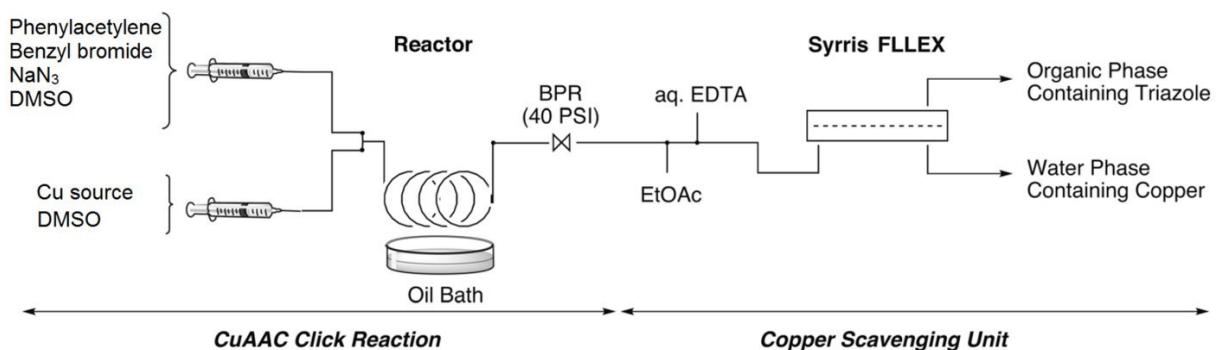 Phenylacetylene
Benzyl bromide
NaN₃
DMSO
Cu source
DMSO
Reactor
Oil Bath
BPR
(40 PSI)
aq. EDTA
EtOAc
Syrris FLLEX
Organic Phase
Containing Triazole
Water Phase
Containing Copper
CuAAC Click Reaction
Copper Scavenging Unit